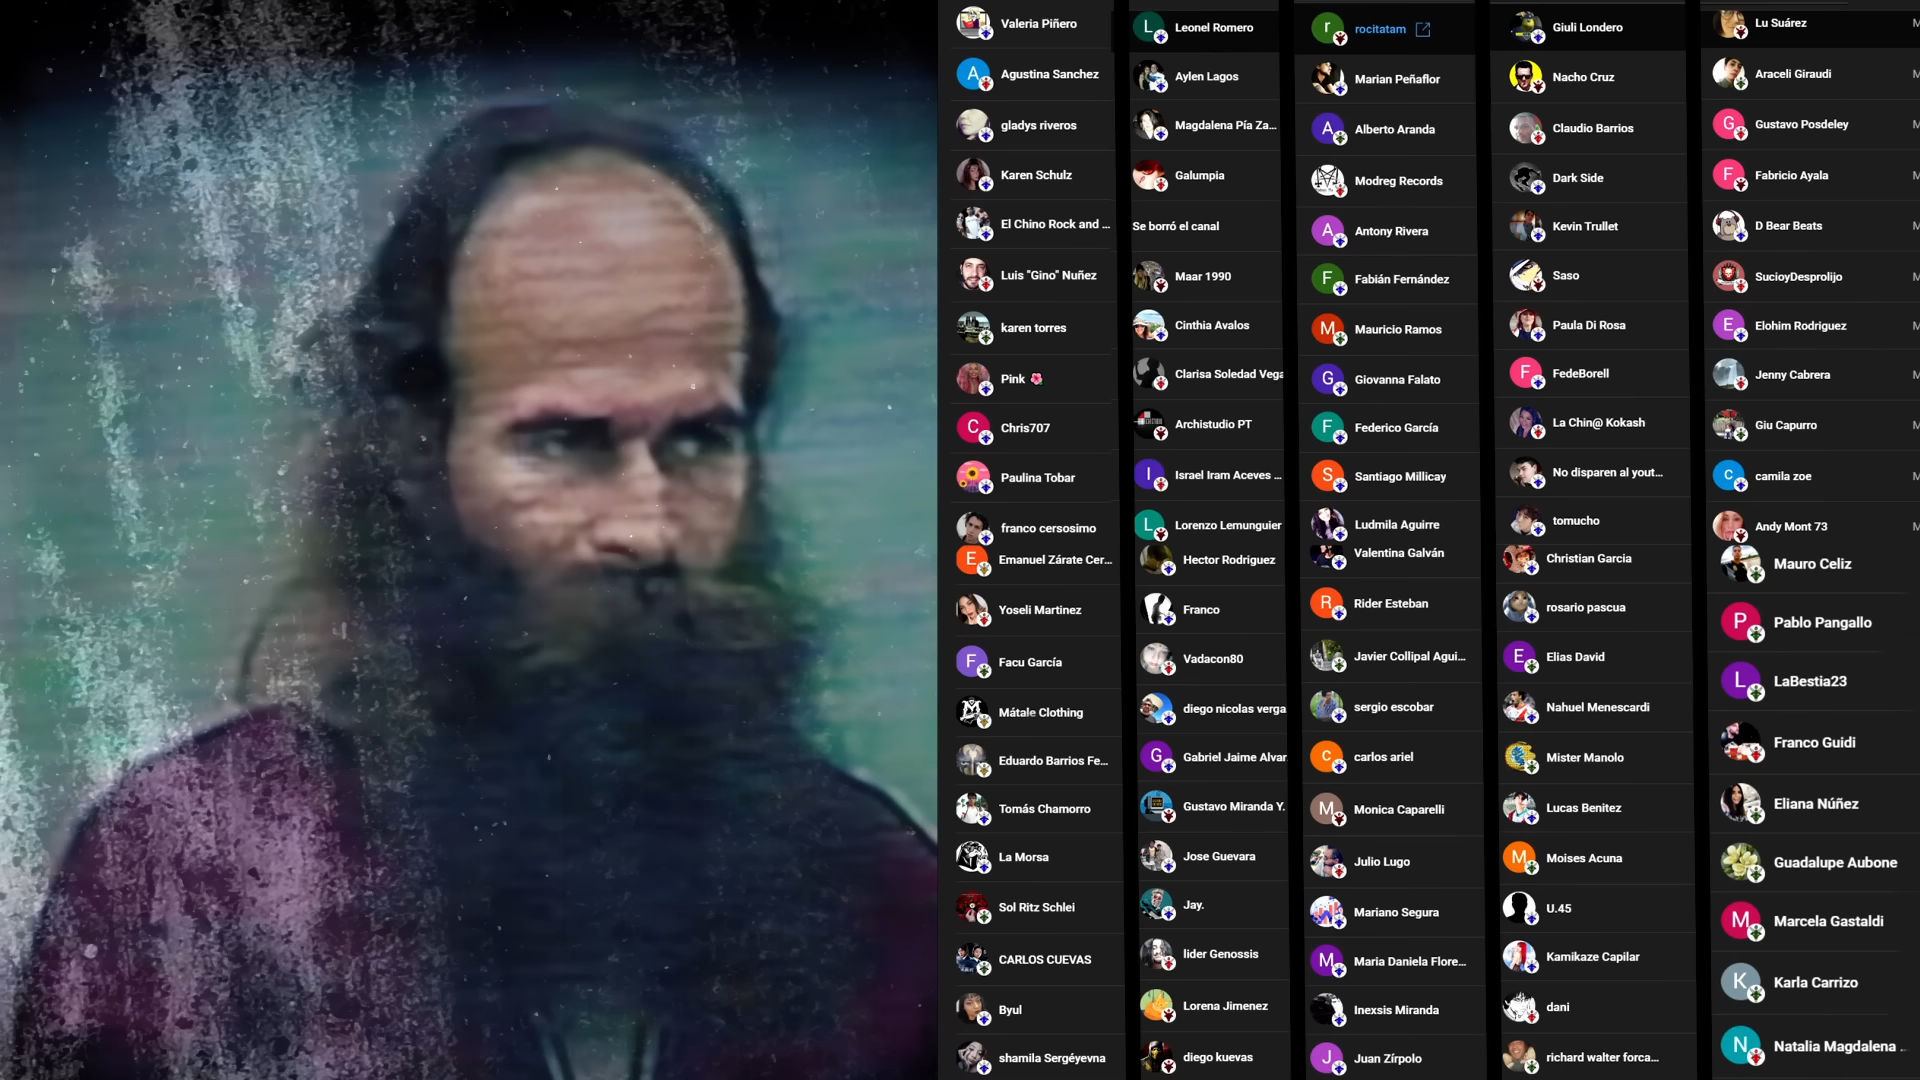 Valeria Piñero
Agustina Sanchez
gladys riveros
Karen Schulz
El Chino Rock and ...
Luis "Gino" Nuñez
karen torres
Pink
C
Chris707
Paulina Tobar
franco cersosimo
E
Emanuel Zárate Cer...
Yoseli Martinez
F
Facu García
Mátale Clothing
Eduardo Barrios Fe...
Tomás Chamorro
La Morsa
Sol Ritz Schlei
CARLOS CUEVAS
Byul
shamila Sergéyevna
L
Leonel Romero
Aylen Lagos
Magdalena Pía Za...
Galumpia
Se borró el canal
Maar 1990
Cinthia Avalos
Clarisa Soledad Vega
Archistudio PT
I
Israel Iram Aceves ...
L
Lorenzo Lemunguier
Hector Rodriguez
Franco
Vadacon80
diego nicolas verga
G
Gabriel Jaime Alvar
Gustavo Miranda Y.
Jose Guevara
Jay.
lider Genossis
Lorena Jimenez
diego kuevas
r
rocitatam
Marian Peñaflor
A
Alberto Aranda
Modreg Records
A
Antony Rivera
F
Fabián Fernández
M
Mauricio Ramos
G
Giovanna Falato
F
Federico García
S
Santiago Millicay
Ludmila Aguirre
Valentina Galván
R
Rider Esteban
Javier Collipal Agui...
sergio escobar
c
carlos ariel
M
Monica Caparelli
Julio Lugo
Mariano Segura
M
Maria Daniela Flore...
Inexsis Miranda
J
Juan Zírpolo
Giuli Londero
Nacho Cruz
Claudio Barrios
Dark Side
Kevin Trullet
Saso
Paula Di Rosa
F
FedeBorell
La Chin@ Kokash
No disparen al yout...
tomucho
Christian Garcia
rosario pascua
E
Elias David
Nahuel Menescardi
Mister Manolo
Lucas Benitez
M
Moises Acuna
U.45
Kamikaze Capilar
dani
richard walter forca...
Lu Suárez
Araceli Giraudi
G
Gustavo Posdeley
F
Fabricio Ayala
D Bear Beats
SucioyDesprolijo
E
Elohim Rodriguez
Jenny Cabrera
Giu Capurro
c
camila zoe
Andy Mont 73
Mauro Celiz
P
Pablo Pangallo
L
LaBestia23
Franco Guidi
Eliana Núñez
Guadalupe Aubone
M
Marcela Gastaldi
K
Karla Carrizo
N
Natalia Magdalena ..